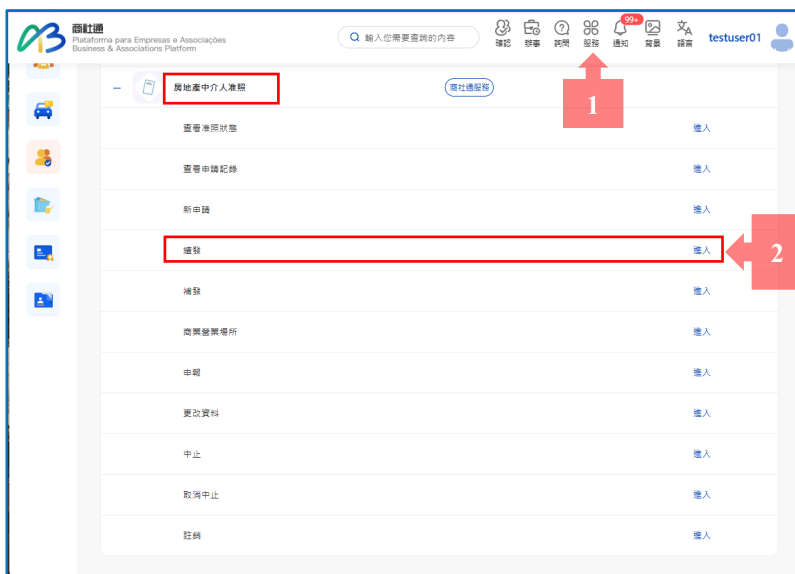 商社通
Plataforma para Empresas e Associações
Business & Associations Platform
輸入您需要查詢的內容
確認 辦事 詢問 服務 99+ 通知 背景 語言 testuser01
1
房地產中介人准照 商社通服務
查看准照狀態 進入
查看申請記錄 進入
新申請 進入
續發 進入
2
補發 進入
商業營業場所 進入
申報 進入
更改資料 進入
中止 進入
取消中止 進入
註銷 進入